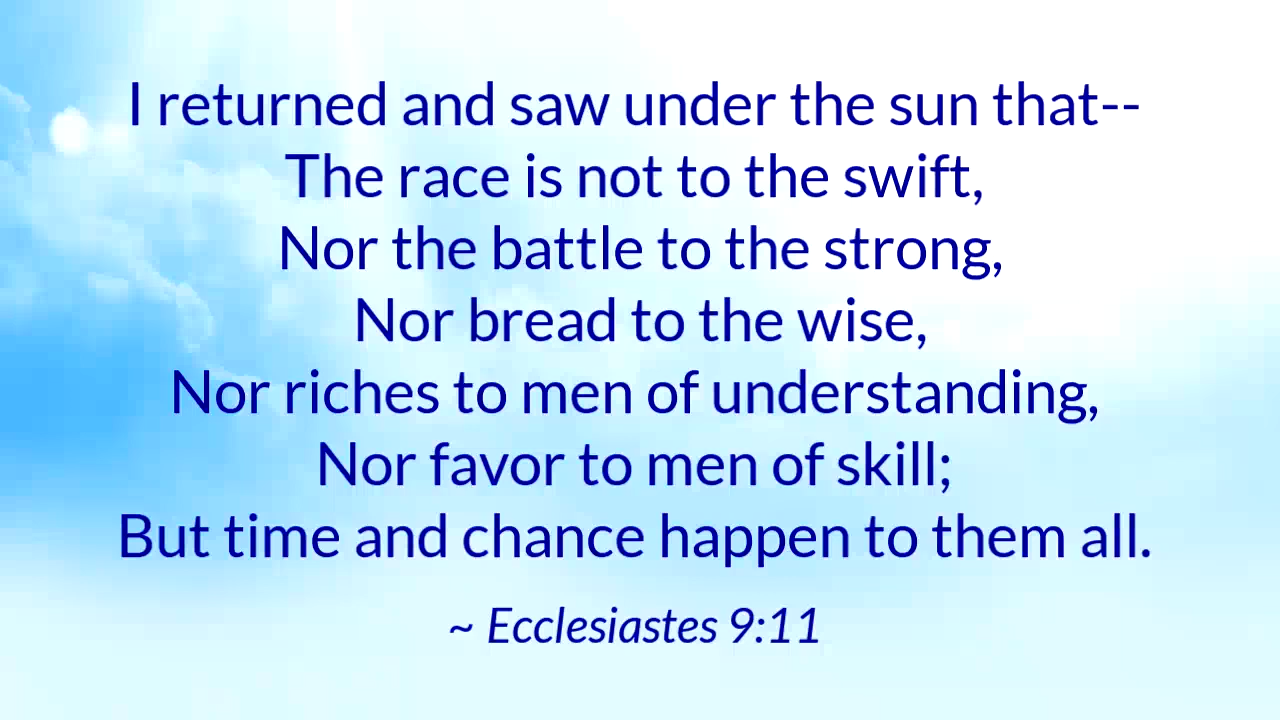 I returned and saw under the sun that--
The race is not to the swift,
Nor the battle to the strong,
Nor bread to the wise,
Nor riches to men of understanding,
Nor favor to men of skill;
But time and chance happen to them all.
~ Ecclesiastes 9:11